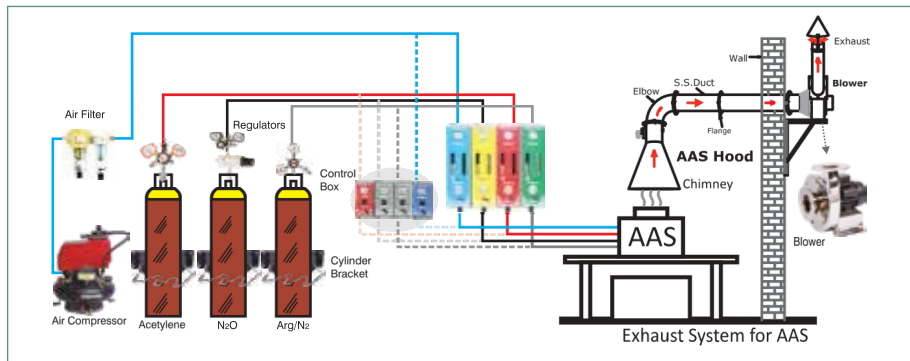 Air Filter
Regulators
Control
Box
Cylinder
Bracket
Air Compressor
Acetylene
N2O
Arg/N2
Wall
Exhaust
Blower
S.S.Duct
Elbow
Flange
AAS Hood
Chimney
AAS
Blower
Exhaust System for AAS